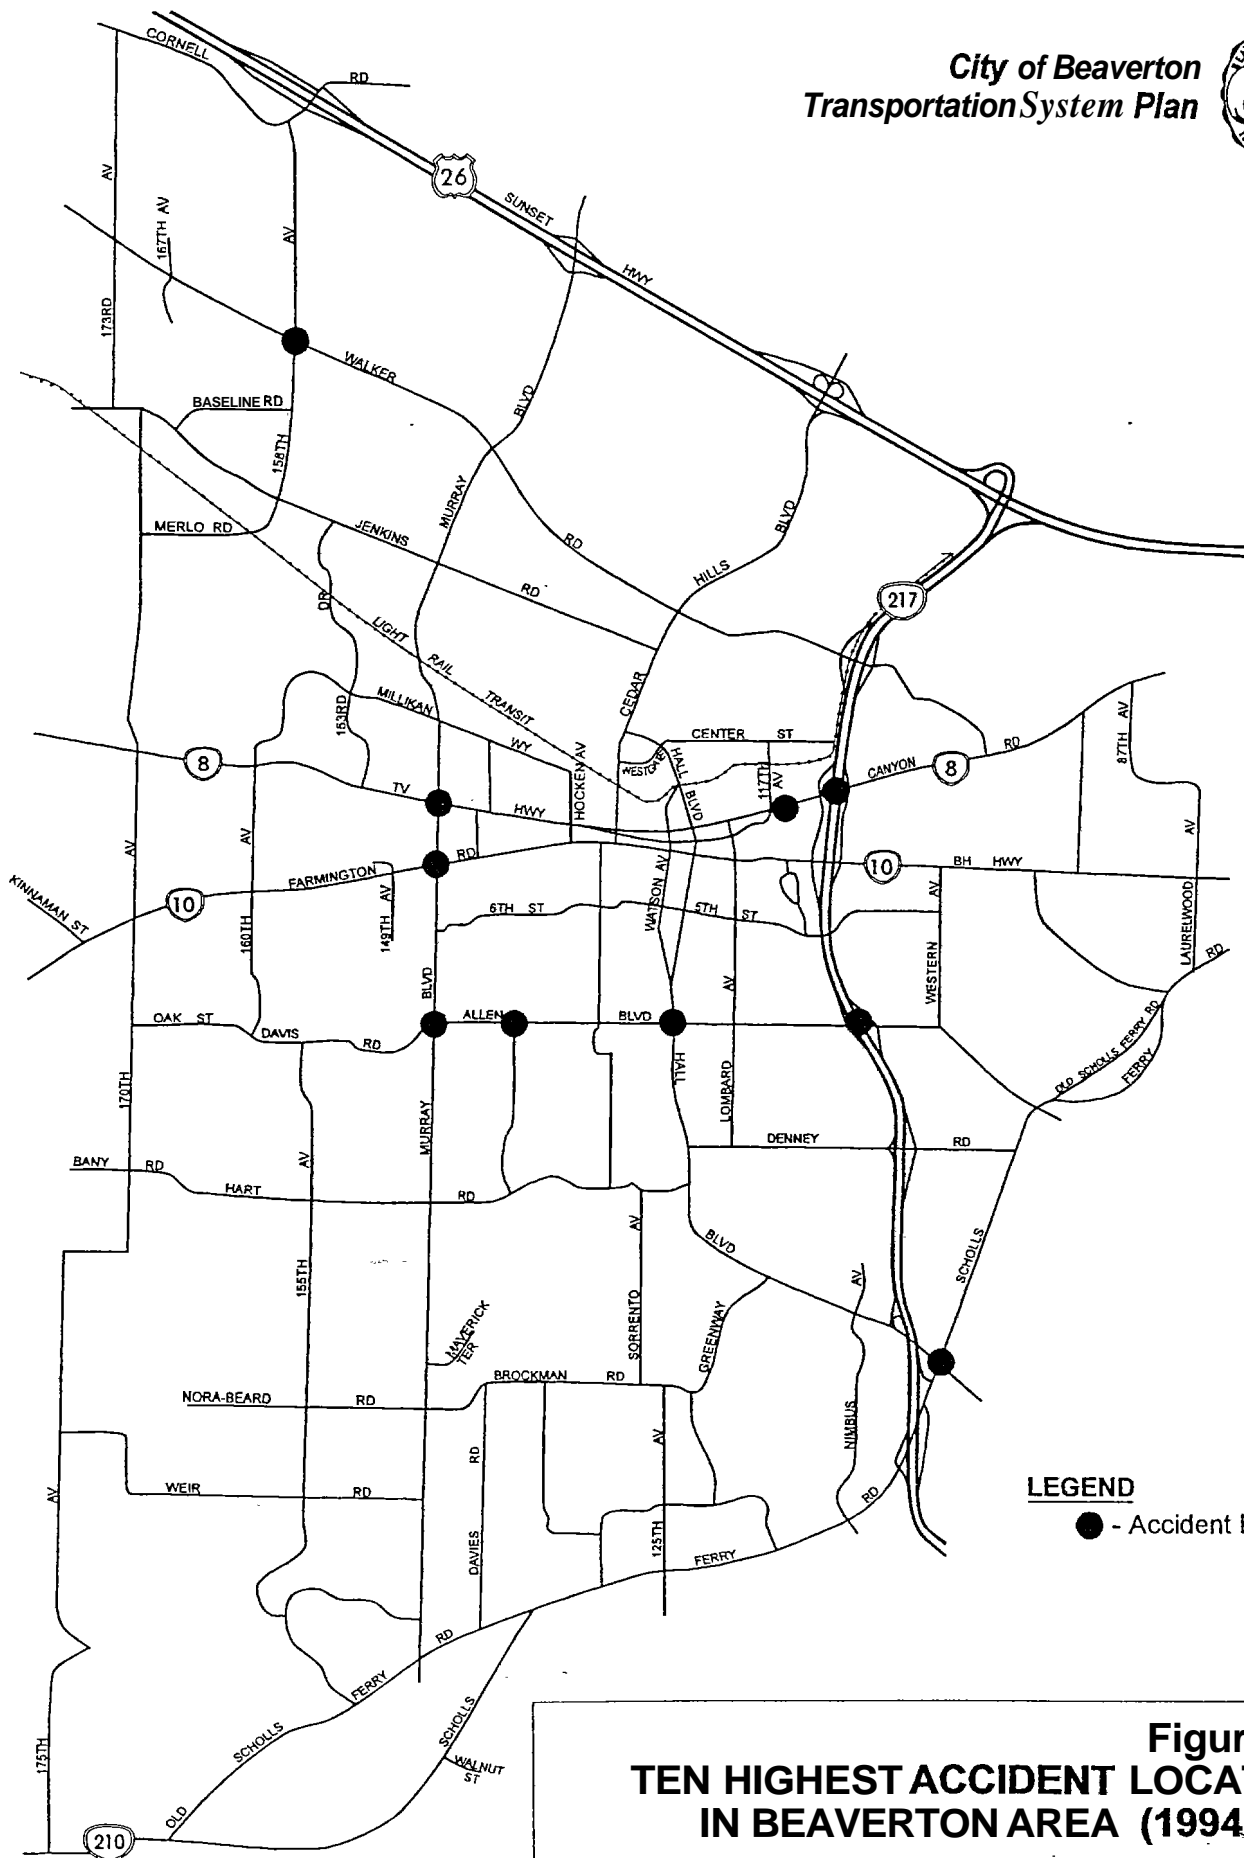 City of Beaverton
Transportation System Plan
CORNELL
RD
26
SUNSET
HWY
AV
167TH AV
AV
173RD
WALKER
BLVD
BASELINE RD
158TH
MURRAY
MERLO RD
JENKINS
RD
RD
BLVD
HILLS
217
DR
LIGHT
RAIL
TRANSIT
CEDAR
MILLIKAN
WY
153RD
HOCKEN AV
CENTER ST
WESTGATE
HALL
BLVD
117TH
AV
CANYON
8
RD
87TH AV
8
TV
HWY
AV
AV
AV
RD
FARMINGTON
10
BH HWY
10
KINNAMAN ST
160TH
149TH AV
6TH ST
WATSON AV
5TH ST
AV
WESTERN
LAURELWOOD
RD
BLVD
AV
OAK ST
DAVIS
RD
ALLEN
BLVD
HALL
LOMBARD
OLD SCHOLLS FERRY RD
FERRY
170TH
MURRAY
DENNEY
RD
BANY
RD
AV
HART
RD
AV
BLVD
SCHOLLS
155TH
AV
SORRENTO
GREENWAY
MAVERICK
TER
BROCKMAN RD
NORA-BEARD
RD
NIMBUS
AV
RD
AV
WEIR
RD
RD
LEGEND
- Accident
DAVIES
125TH
FERRY
RD
FERRY
SCHOLLS
SCHOLLS
WALNUT
ST
175TH
OLD
210
Figur
TEN HIGHEST ACCIDENT LOCAT
IN BEAVERTON AREA (1994